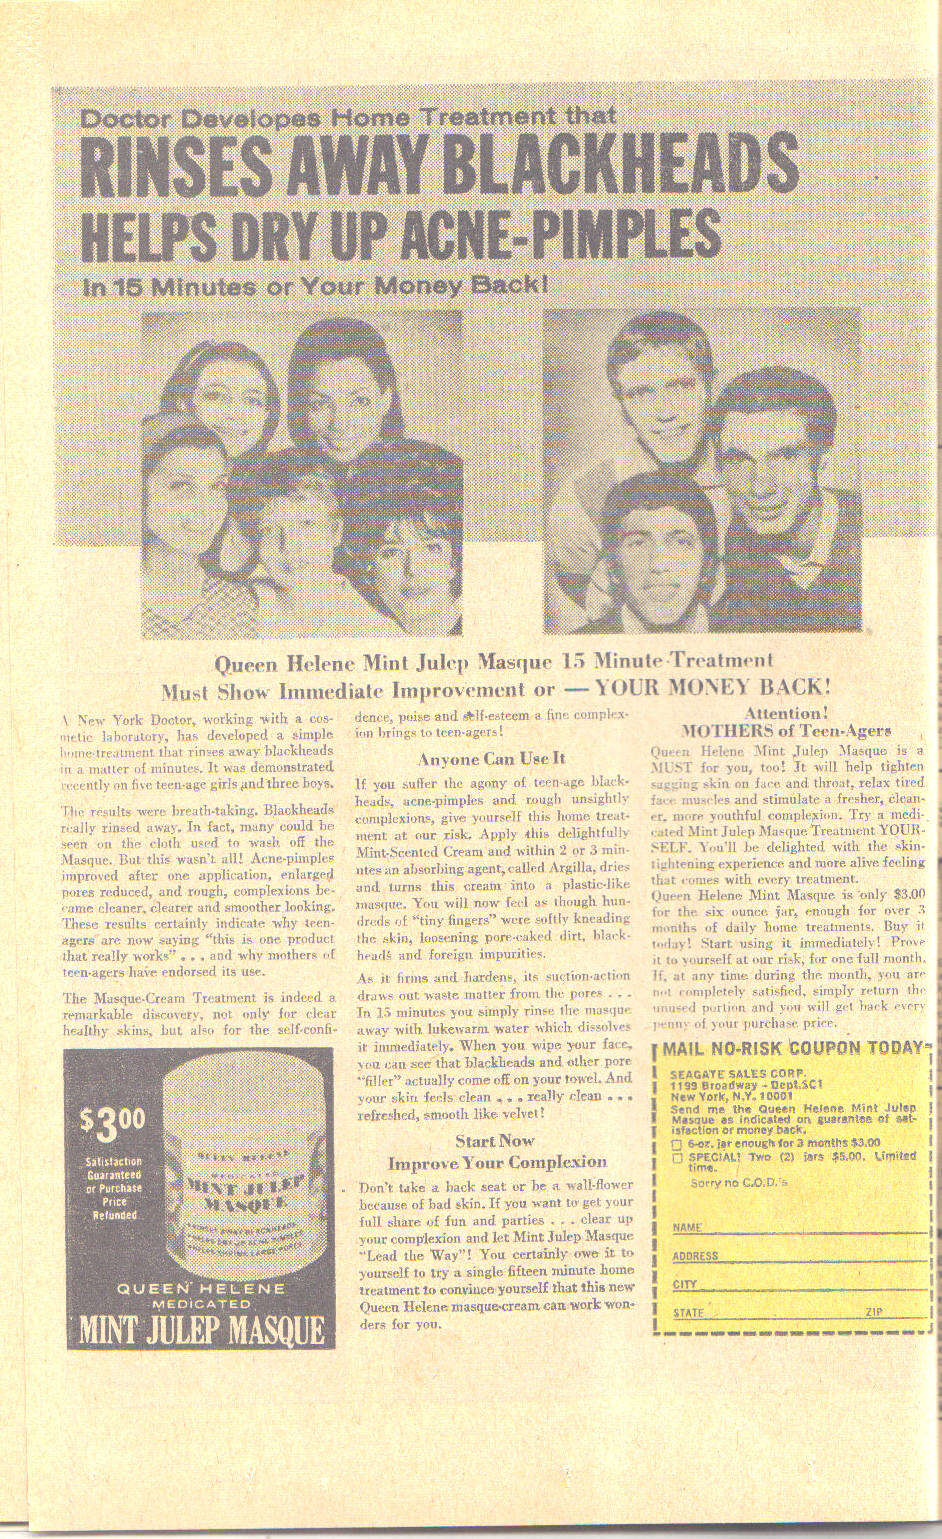 Doctor Developes Home Treatment that
RINSES AWAY BLACKHEADS
HELPS DRY UP ACNE-PIMPLES
In 15 Minutes or Your Money Back!
Queen Helene Mint Julep Masque 15 Minute Treatment
Must Show Immediate Improvement or — YOUR MONEY BACK!
A New York Doctor, working with a cos-
metic laboratory, has developed a simple
home-treatment that rinses away blackheads
in a matter of minutes. It was demonstrated
recently on five teen-age girls and three boys.
The results were breath-taking. Blackheads
really rinsed away. In fact, many could be
seen on the cloth used to wash off the
Masque. But this wasn't all! Acne-pimples
improved after one application, enlarged
pores reduced, and rough, complexions be-
came cleaner, clearer and smoother looking.
These results certainly indicate why teen-
agers are now saying "this is one product
that really works" . . . and why mothers of
teen-agers have endorsed its use.
The Masque-Cream Treatment is indeed a
remarkable discovery, not only for clear
healthy skins, but also for the self-confi-
$3.00
Satisfaction
Guaranteed
or Purchase
Price
Refunded
QUEEN HELENE
MEDICATED
MINT JULEP
MASQUE
QUEEN HELENE
MEDICATED
MINT JULEP MASQUE
dence, poise and self-esteem a fine complex-
ion brings to teen-agers!
Anyone Can Use It
If you suffer the agony of teen-age black-
heads, acne-pimples and rough unsightly
complexions, give yourself this home treat-
ment at our risk. Apply this delightfully
Mint-Scented Cream and within 2 or 3 min-
utes an absorbing agent, called Argilla, dries
and turns this cream into a plastic-like
masque. You will now feel as though hun-
dreds of "tiny fingers" were softly kneading
the skin, loosening pore-caked dirt, black-
heads and foreign impurities.
As it firms and hardens, its suction-action
draws out waste matter from the pores . . .
In 15 minutes you simply rinse the masque
away with lukewarm water which dissolves
it immediately. When you wipe your face,
you can see that blackheads and other pore
"filler" actually come off on your towel. And
your skin feels clean . . . really clean . . .
refreshed, smooth like velvet!
Start Now
Improve Your Complexion
Don't take a back seat or be a wall-flower
because of bad skin. If you want to get your
full share of fun and parties . . . clear up
your complexion and let Mint Julep Masque
"Lead the Way"! You certainly owe it to
yourself to try a single fifteen minute home
treatment to convince yourself that this new
Queen Helene masque-cream can work won-
ders for you.
Attention!
MOTHERS of Teen-Agers
Queen Helene Mint Julep Masque is a
MUST for you, too! It will help tighten
sagging skin on face and throat, relax tired
face muscles and stimulate a fresher, clean-
er, more youthful complexion. Try a medi-
cated Mint Julep Masque Treatment YOUR-
SELF. You'll be delighted with the skin-
tightening experience and more alive feeling
that comes with every treatment.
Queen Helene Mint Masque is only $3.00
for the six ounce jar, enough for over 3
months of daily home treatments. Buy it
today! Start using it immediately! Prove
it to yourself at our risk, for one full month.
If, at any time during the month, you are
not completely satisfied, simply return the
unused portion and you will get back every
penny of your purchase price.
MAIL NO-RISK COUPON TODAY
SEAGATE SALES CORP.
1199 Broadway - Dept.SC1
New York, N.Y. 10001
Send me the Queen Helene Mint Julep
Masque as indicated on guarantee of sat-
isfaction or money back.
6-oz. jar enough for 3 months $3.00
SPECIAL! Two (2) jars $5.00. Limited
time.
Sorry no C.O.D.'s
NAME
ADDRESS
CITY
STATE ZIP